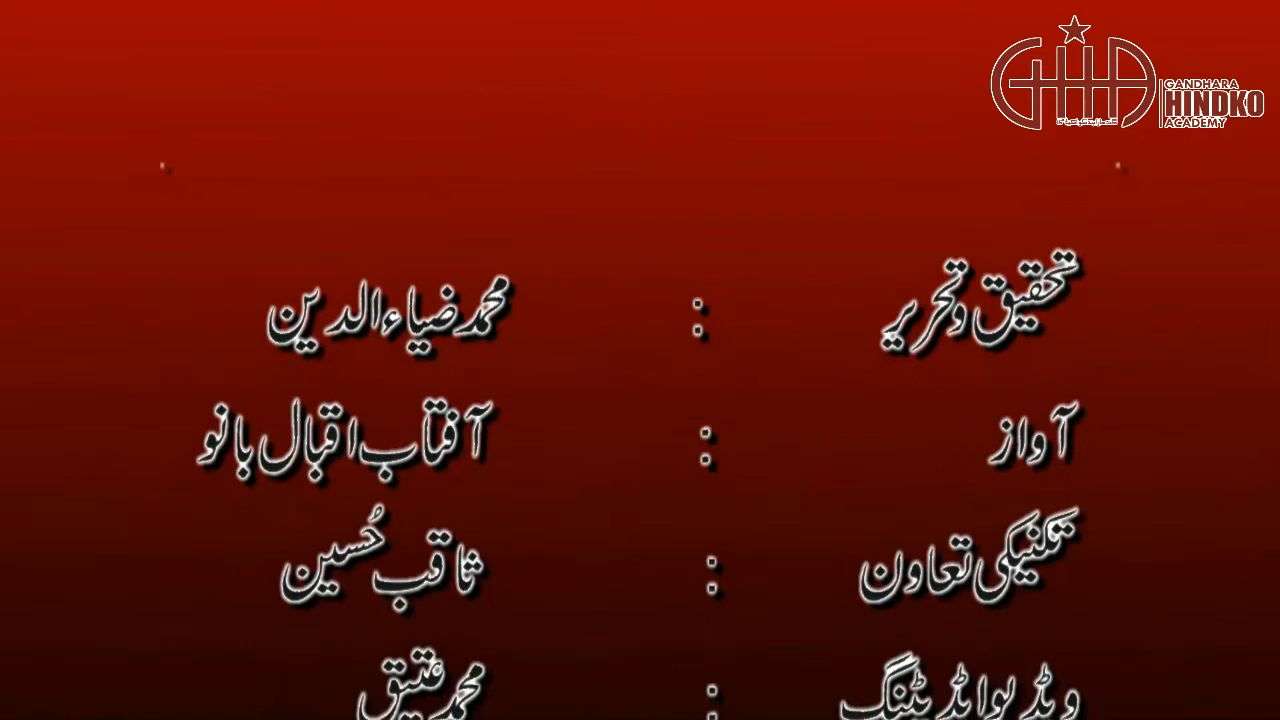 GANDHARA
HINDKO
ACADEMY
تحقیق و تحریر : محمد ضیاء الدین
آواز : آفتاب اقبال بانو
تکنیکی تعاون : ثاقب حُسین
ویڈیو ایڈیٹنگ : محمد عتیق